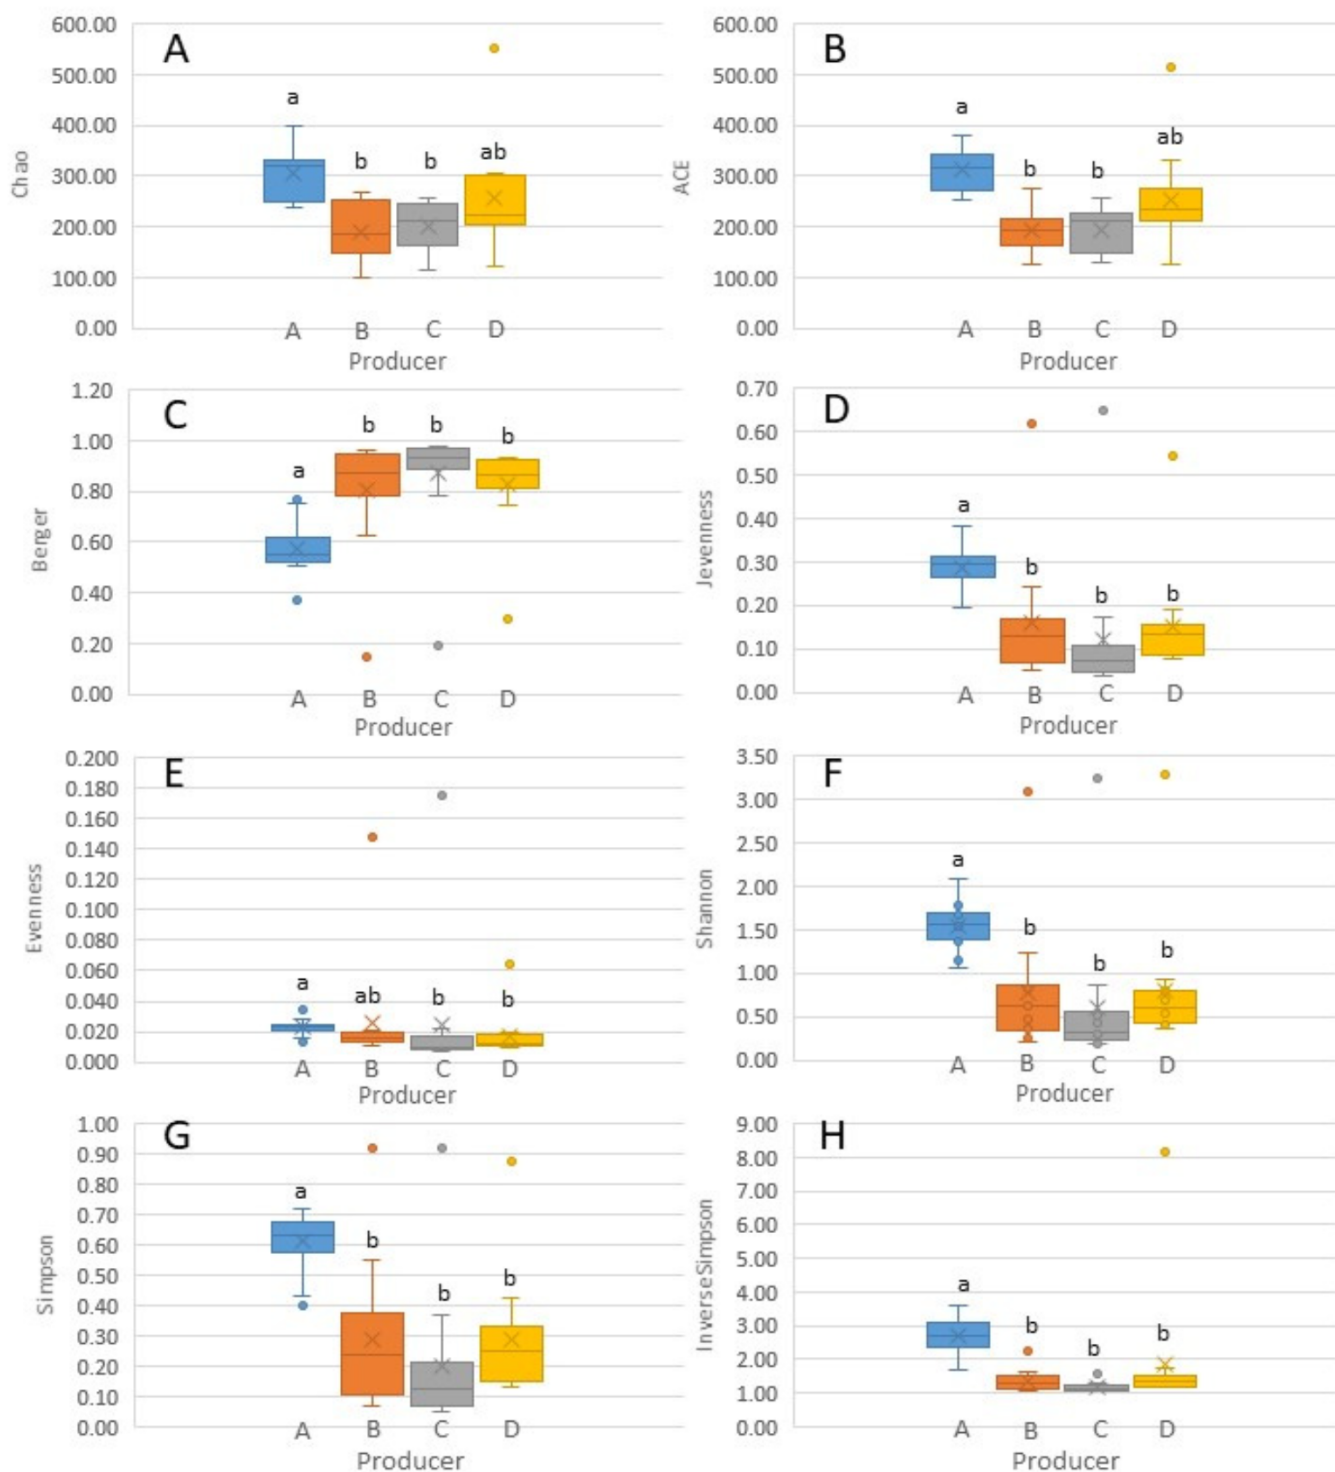 A
600.00
500.00
400.00
300.00
200.00
100.00
0.00
Chao
a
b
b
ab
A B C D
Producer
B
600.00
500.00
400.00
300.00
200.00
100.00
0.00
ACE
a
b
b
ab
A B C D
Producer
C
1.20
1.00
0.80
0.60
0.40
0.20
0.00
Berger
a
b
b
b
A B C D
Producer
D
0.70
0.60
0.50
0.40
0.30
0.20
0.10
0.00
Jevenness
a
b
b
b
A B C D
Producer
E
0.200
0.180
0.160
0.140
0.120
0.100
0.080
0.060
0.040
0.020
0.000
Evenness
a
ab
b
b
A B C D
Producer
F
3.50
3.00
2.50
2.00
1.50
1.00
0.50
0.00
Shannon
a
b
b
b
A B C D
Producer
G
1.00
0.90
0.80
0.70
0.60
0.50
0.40
0.30
0.20
0.10
0.00
Simpson
a
b
b
b
A B C D
Producer
H
9.00
8.00
7.00
6.00
5.00
4.00
3.00
2.00
1.00
0.00
InverseSimpson
a
b
b
b
A B C D
Producer